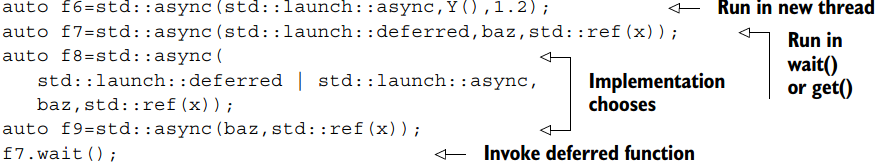 auto f6=std::async(std::launch::async,Y(),1.2); Run in new thread
auto f7=std::async(std::launch::deferred,baz,std::ref(x));
Run in
wait()
or get()
auto f8=std::async(
std::launch::deferred | std::launch::async,
baz,std::ref(x));
Implementation
chooses
auto f9=std::async(baz,std::ref(x));
f7.wait(); Invoke deferred function